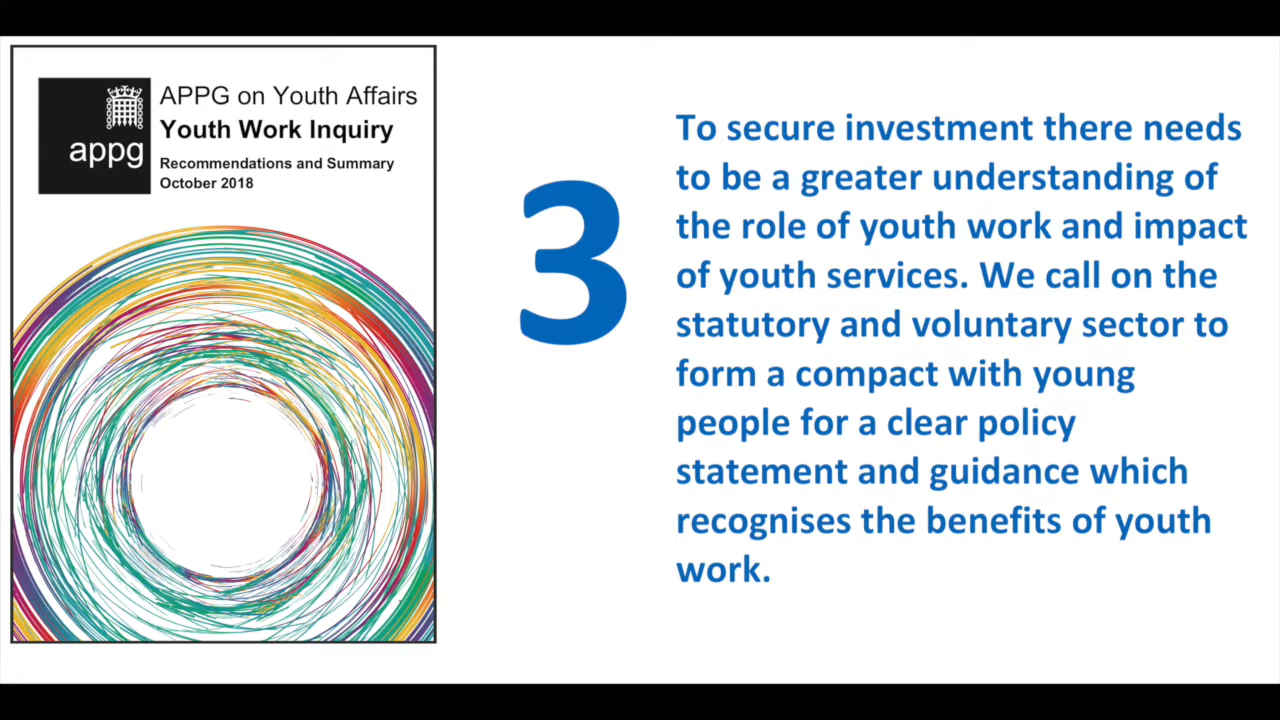 appg
APPG on Youth Affairs
Youth Work Inquiry
Recommendations and Summary
October 2018
3
To secure investment there needs
to be a greater understanding of
the role of youth work and impact
of youth services. We call on the
statutory and voluntary sector to
form a compact with young
people for a clear policy
statement and guidance which
recognises the benefits of youth
work.